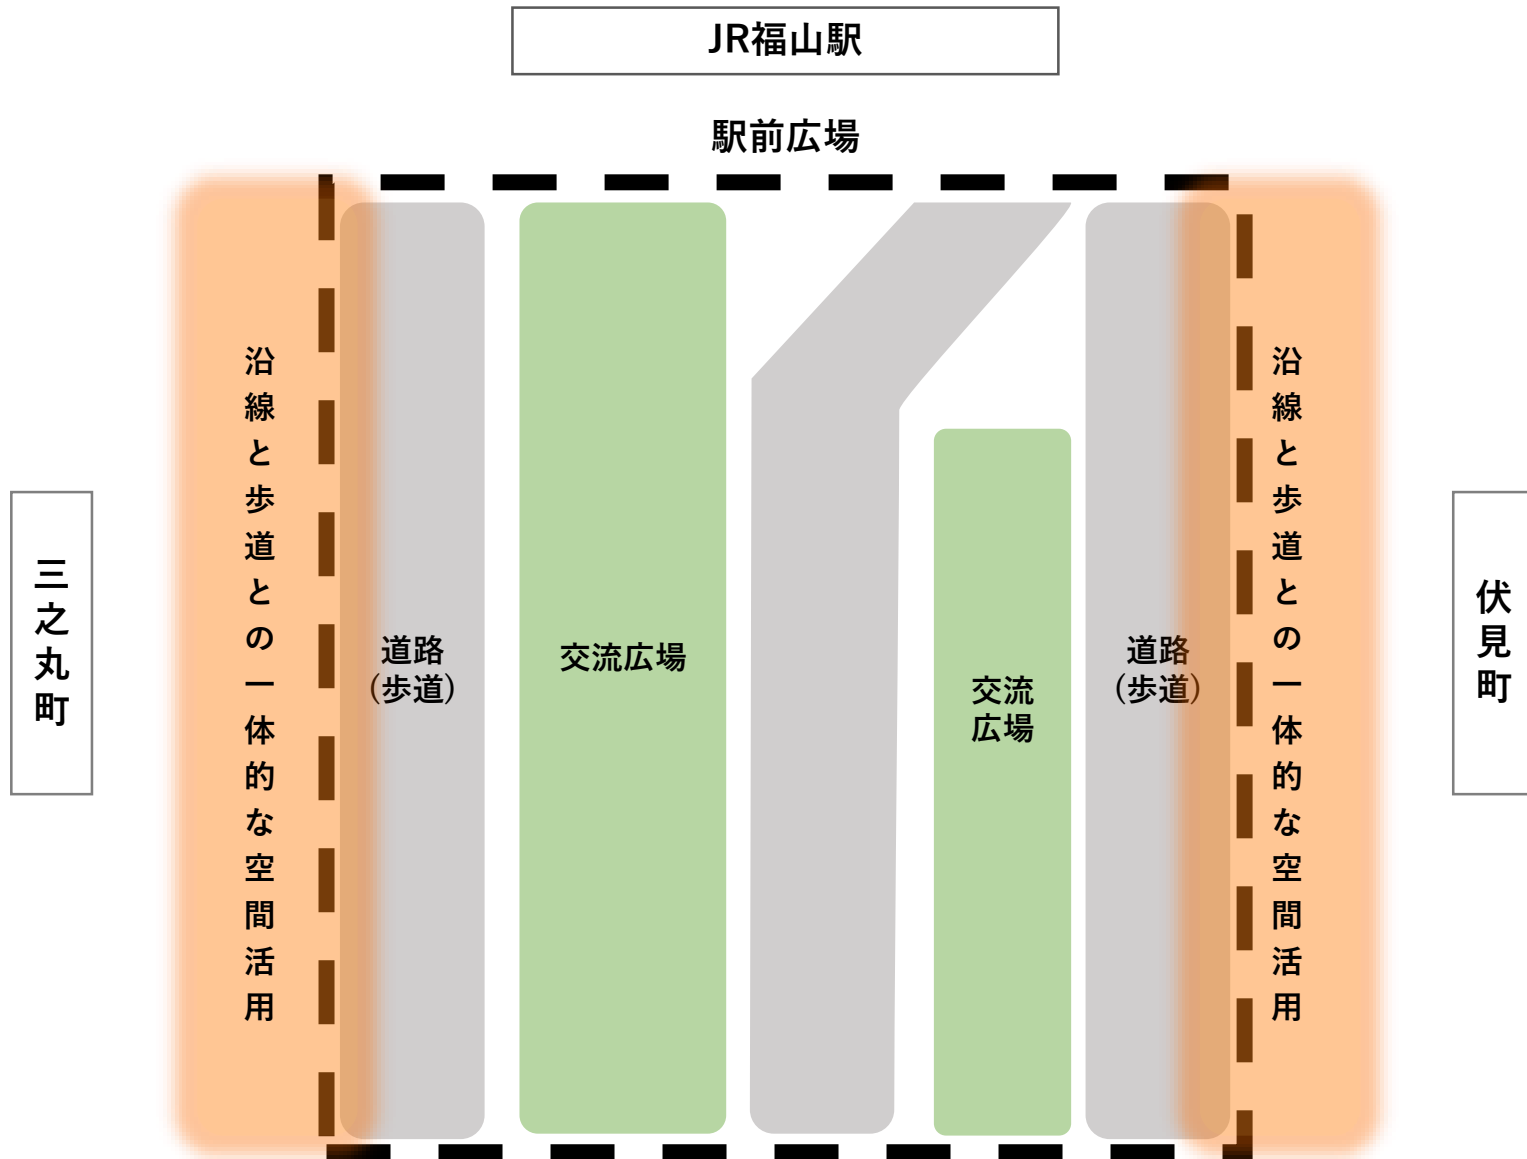 JR福山駅
駅前広場
三之丸町
沿線と歩道との一体的な空間活用
道路
(歩道)
交流広場
交流
広場
道路
(歩道)
沿線と歩道との一体的な空間活用
伏見町